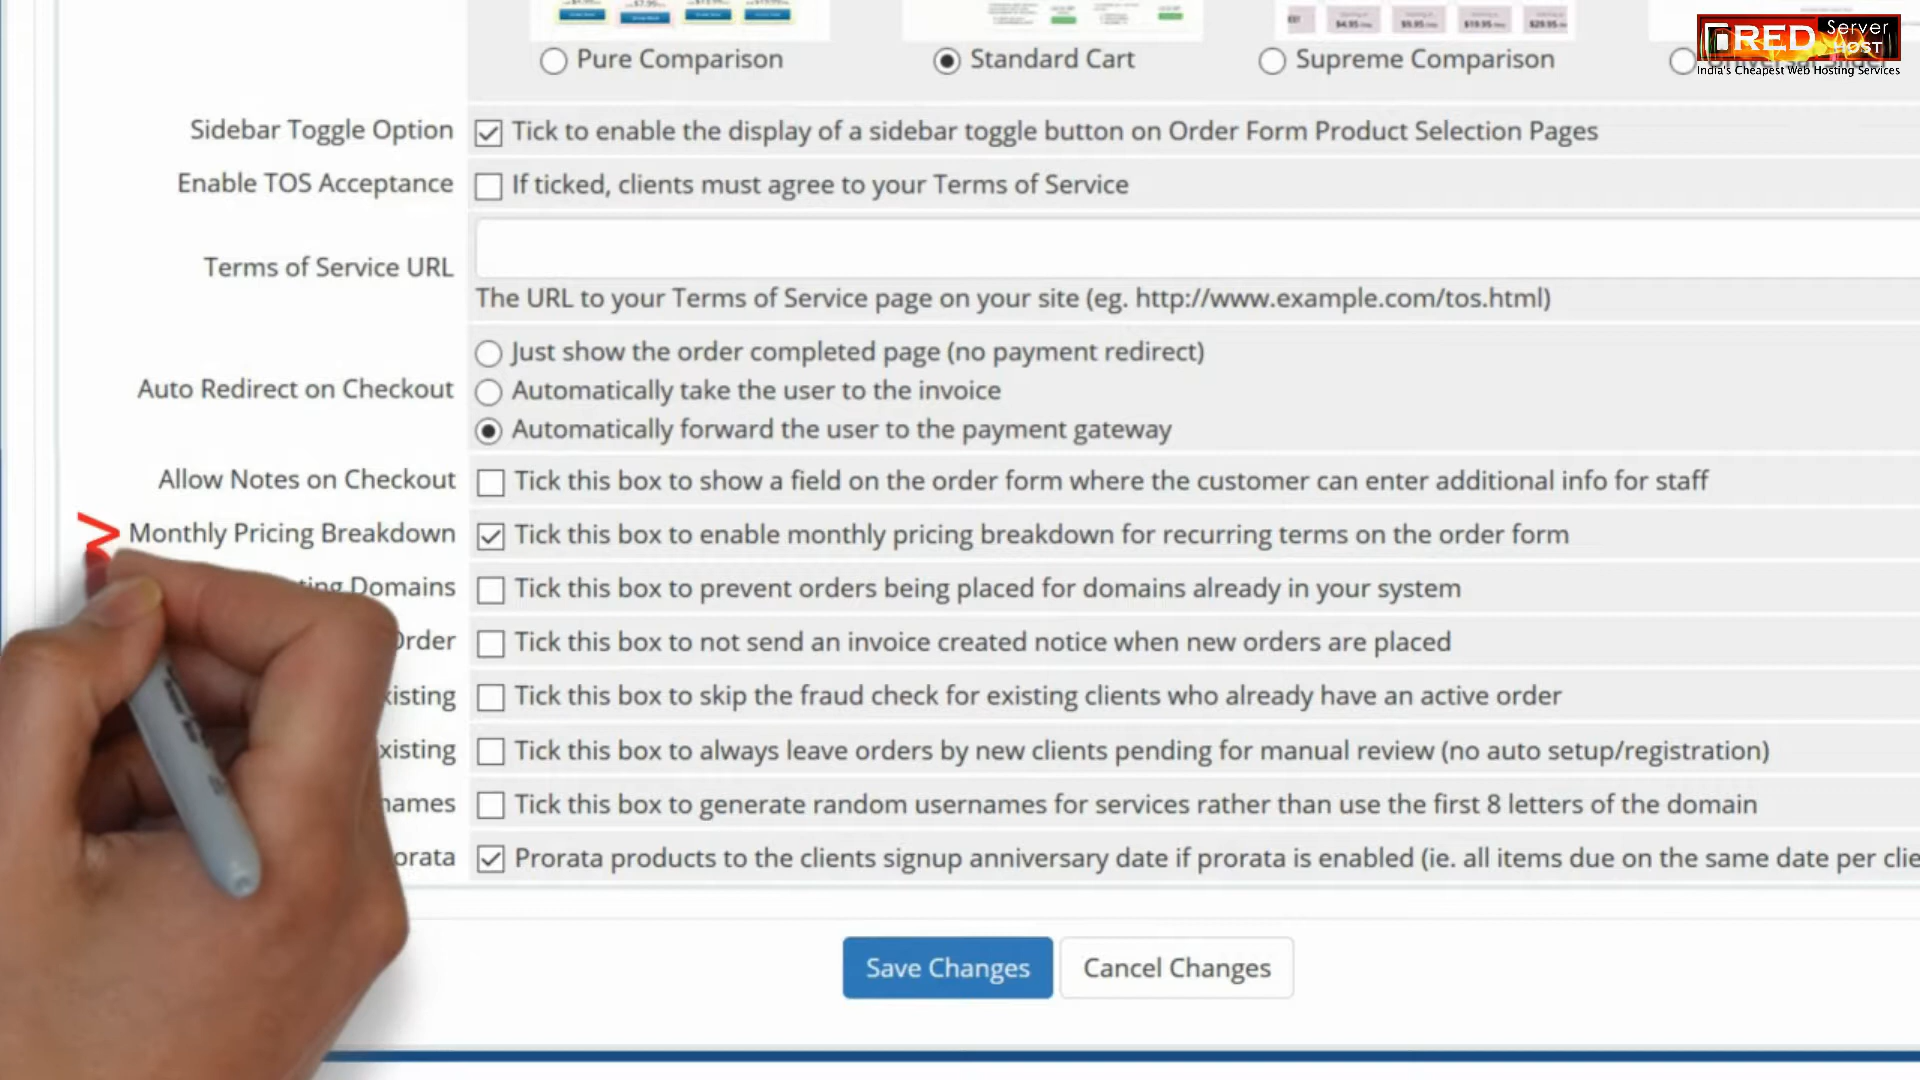 RED Server
HOST
India's Cheapest Web Hosting Services
$4.95
$9.95
$19.95
$29.95
Pure Comparison
Standard Cart
Supreme Comparison
Sidebar Toggle Option
Tick to enable the display of a sidebar toggle button on Order Form Product Selection Pages
Enable TOS Acceptance
If ticked, clients must agree to your Terms of Service
Terms of Service URL
The URL to your Terms of Service page on your site (eg. http://www.example.com/tos.html)
Just show the order completed page (no payment redirect)
Auto Redirect on Checkout
Automatically take the user to the invoice
Automatically forward the user to the payment gateway
Allow Notes on Checkout
Tick this box to show a field on the order form where the customer can enter additional info for staff
> Monthly Pricing Breakdown
Tick this box to enable monthly pricing breakdown for recurring terms on the order form
ting Domains
Tick this box to prevent orders being placed for domains already in your system
Order
Tick this box to not send an invoice created notice when new orders are placed
xisting
Tick this box to skip the fraud check for existing clients who already have an active order
xisting
Tick this box to always leave orders by new clients pending for manual review (no auto setup/registration)
names
Tick this box to generate random usernames for services rather than use the first 8 letters of the domain
orata
Prorata products to the clients signup anniversary date if prorata is enabled (ie. all items due on the same date per clie
Save Changes
Cancel Changes